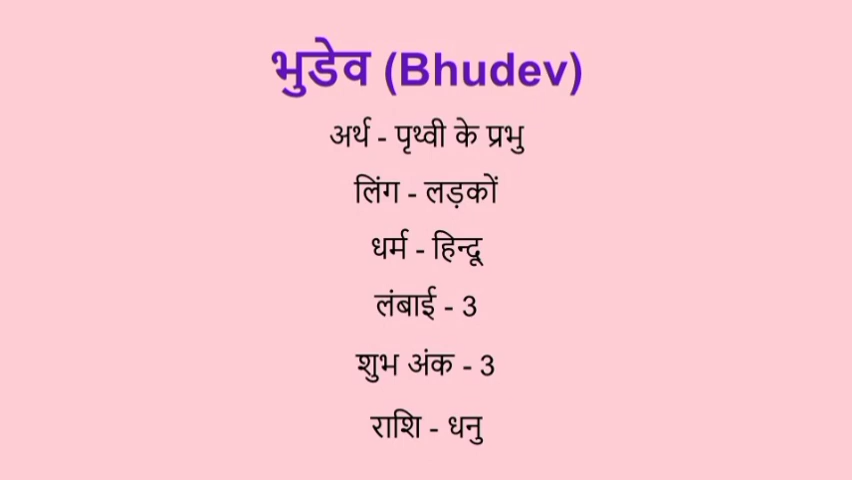 भुडेव (Bhudev)
अर्थ - पृथ्वी के प्रभु
लिंग - लड़कों
धर्म - हिन्दू
लंबाई - 3
शुभ अंक - 3
राशि - धनु